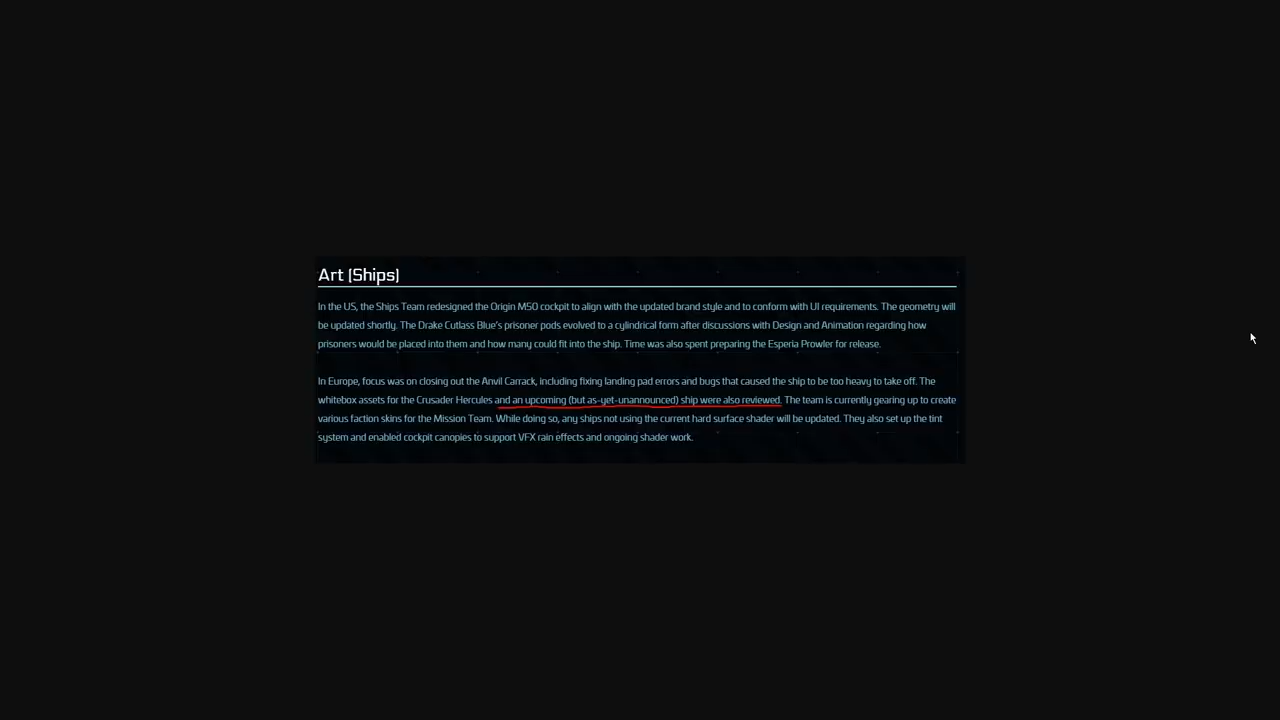 Art (Ships)
In the US, the Ships Team redesigned the Origin M50 cockpit to align with the updated brand style and to conform with UI requirements. The geometry will
be updated shortly. The Drake Cutlass Blue's prisoner pods evolved to a cylindrical form after discussions with Design and Animation regarding how
prisoners would be placed into them and how many could fit into the ship. Time was also spent preparing the Esperia Prowler for release.
In Europe, focus was on closing out the Anvil Carrack, including fixing landing pad errors and bugs that caused the ship to be too heavy to take off. The
whitebox assets for the Crusader Hercules and an upcoming (but as-yet-unannounced) ship were also reviewed. The team is currently gearing up to create
various faction skins for the Mission Team. While doing so, any ships not using the current hard surface shader will be updated. They also set up the tint
system and enabled cockpit canopies to support VFX rain effects and ongoing shader work.